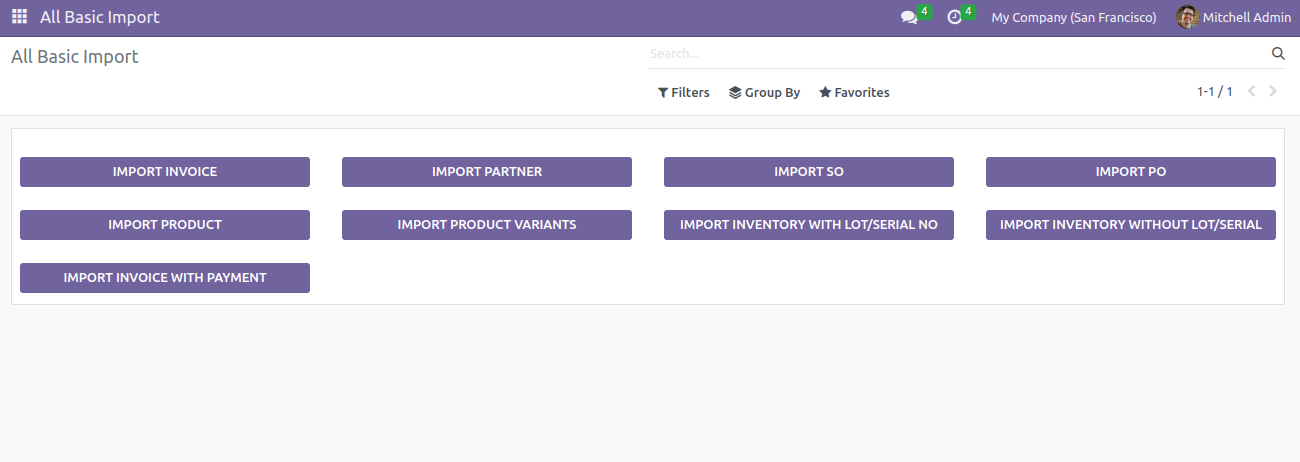 All Basic Import 4 4 My Company (San Francisco) Mitchell Admin
All Basic Import
Search...
Filters Group By Favorites 1-1 / 1
IMPORT INVOICE IMPORT PARTNER IMPORT SO IMPORT PO
IMPORT PRODUCT IMPORT PRODUCT VARIANTS IMPORT INVENTORY WITH LOT/SERIAL NO IMPORT INVENTORY WITHOUT LOT/SERIAL
IMPORT INVOICE WITH PAYMENT